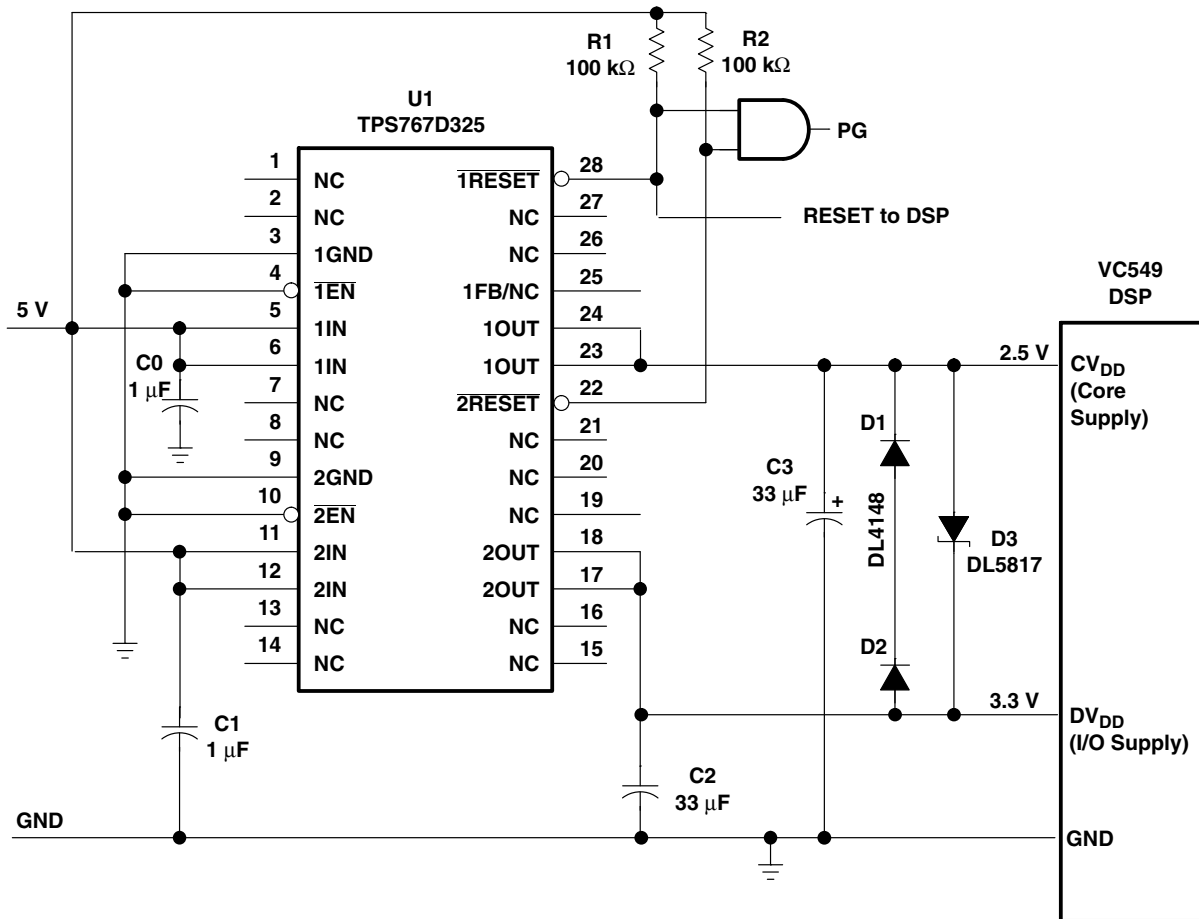 R1
100 kΩ
R2
100 kΩ
U1
TPS767D325
PG
1 NC 1RESET 28
2 NC NC 27
3 1GND NC 26
4 1EN 1FB/NC 25
5 1IN 1OUT 24
6 1IN 1OUT 23
7 NC 2RESET 22
8 NC NC 21
9 2GND NC 20
10 2EN NC 19
11 2IN 2OUT 18
12 2IN 2OUT 17
13 NC NC 16
14 NC NC 15
RESET to DSP
5 V
C0
1 μF
C1
1 μF
GND
VC549
DSP
2.5 V
CVDD
(Core
Supply)
D1
C3
33 μF
+
DL4148
D3
DL5817
D2
3.3 V
DVDD
(I/O Supply)
C2
33 μF
GND